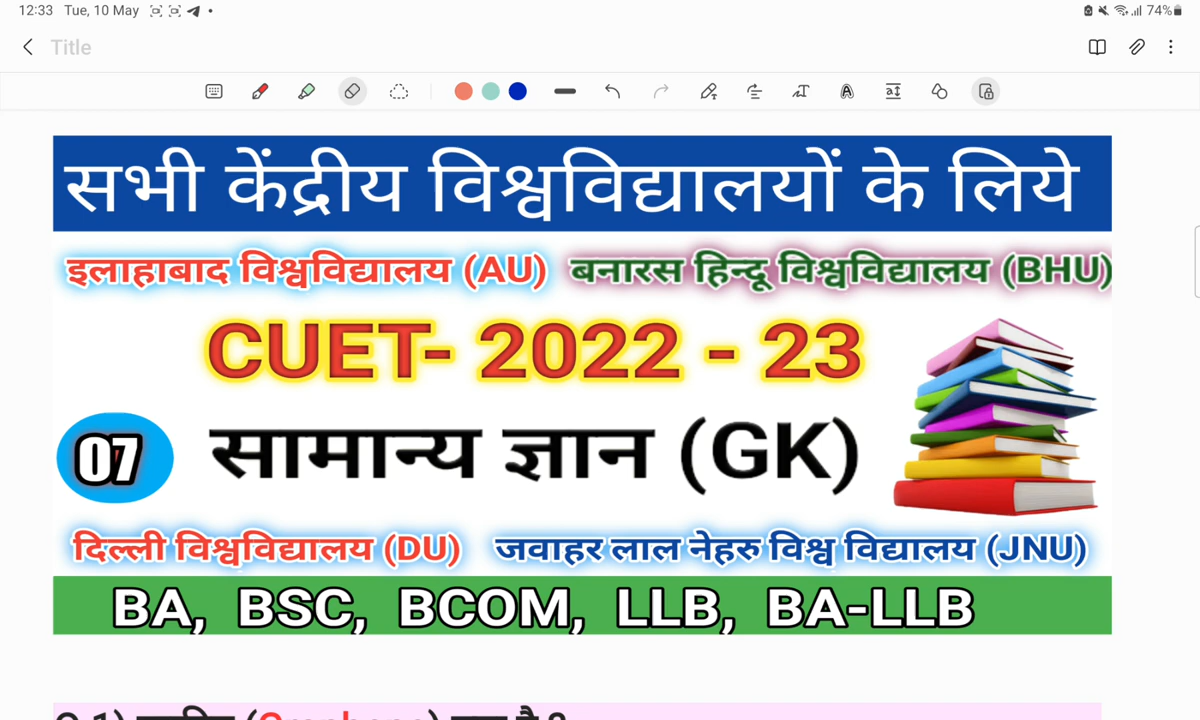 12:33 Tue, 10 May
74%
Title
सभी केंद्रीय विश्वविद्यालयों के लिये
इलाहाबाद विश्वविद्यालय (AU) बनारस हिन्दू विश्वविद्यालय (BHU)
CUET- 2022 - 23
07 सामान्य ज्ञान (GK)
दिल्ली विश्वविद्यालय (DU) जवाहर लाल नेहरु विश्व विद्यालय (JNU)
BA, BSC, BCOM, LLB, BA-LLB